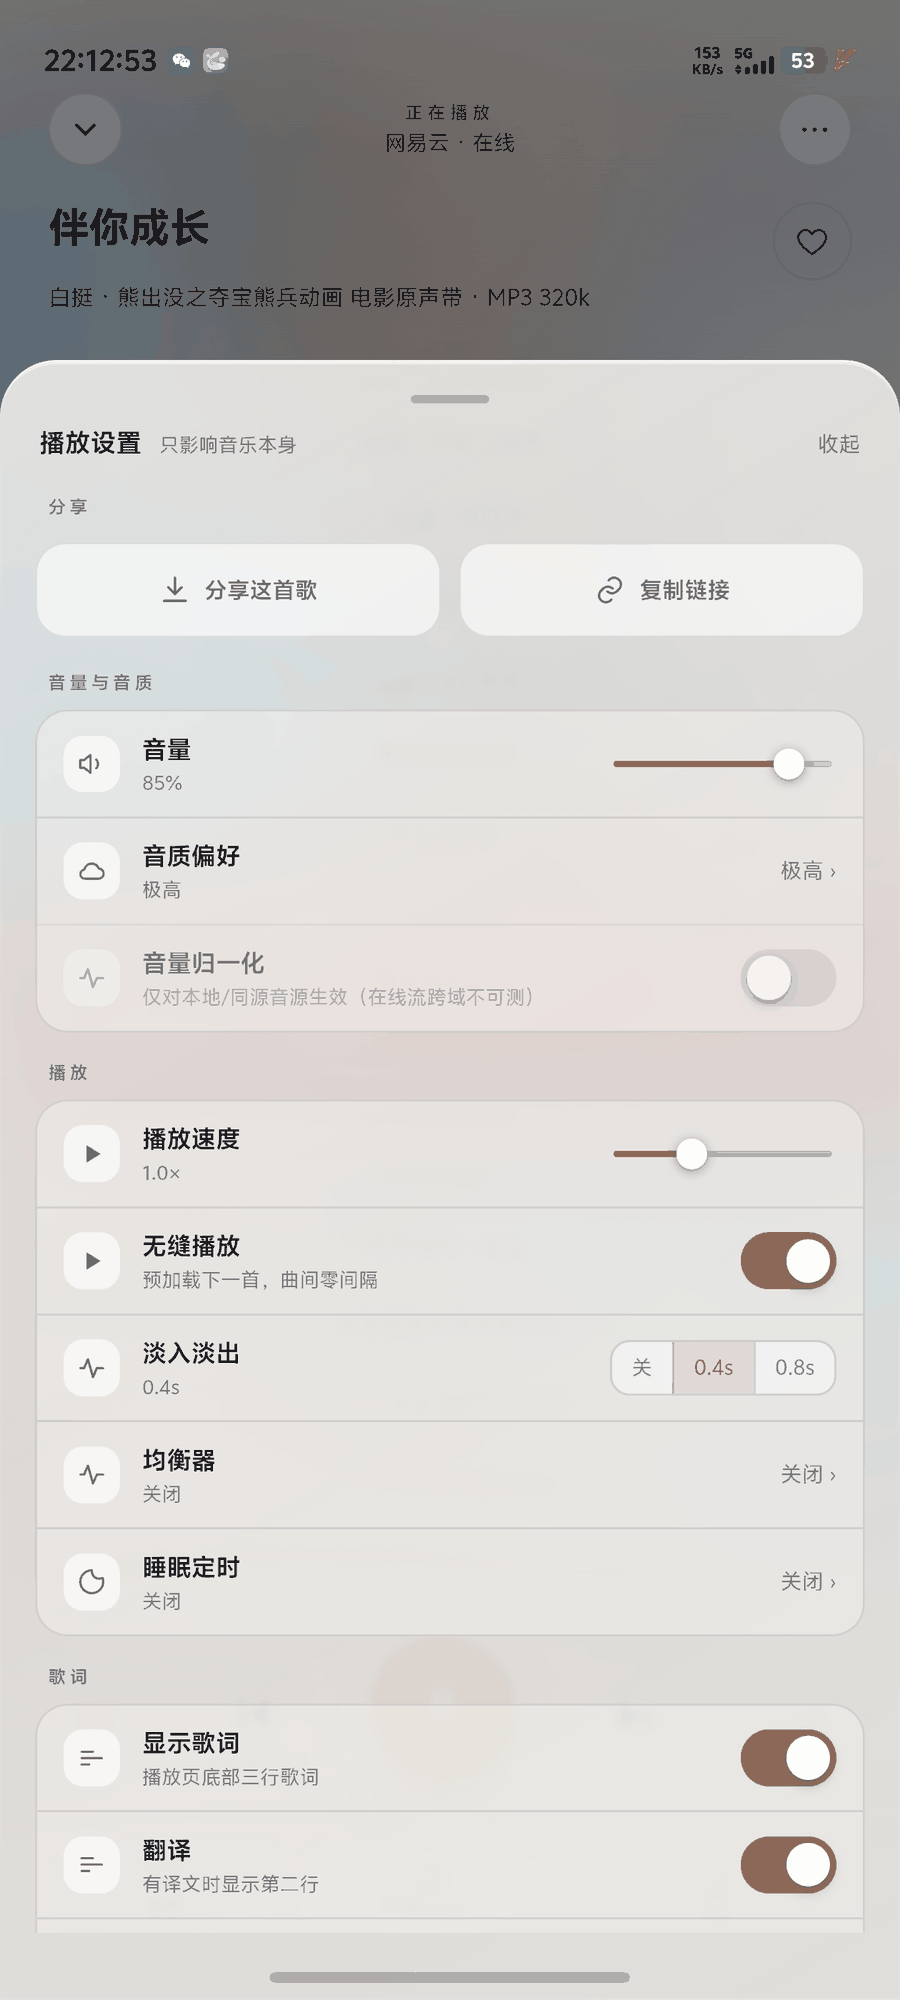 22:12:53
153 KB/s 5G 53
正在播放
网易云 · 在线
伴你成长
白挺 · 熊出没之夺宝熊兵动画 电影原声带 · MP3 320k
播放设置 只影响音乐本身 收起
分享
分享这首歌 复制链接
音量与音质
音量
85%
音质偏好
极高
极高 ›
音量归一化
仅对本地/同源音源生效（在线流跨域不可测）
播放
播放速度
1.0×
无缝播放
预加载下一首，曲间零间隔
淡入淡出
0.4s
关 0.4s 0.8s
均衡器
关闭
关闭 ›
睡眠定时
关闭
关闭 ›
歌词
显示歌词
播放页底部三行歌词
翻译
有译文时显示第二行